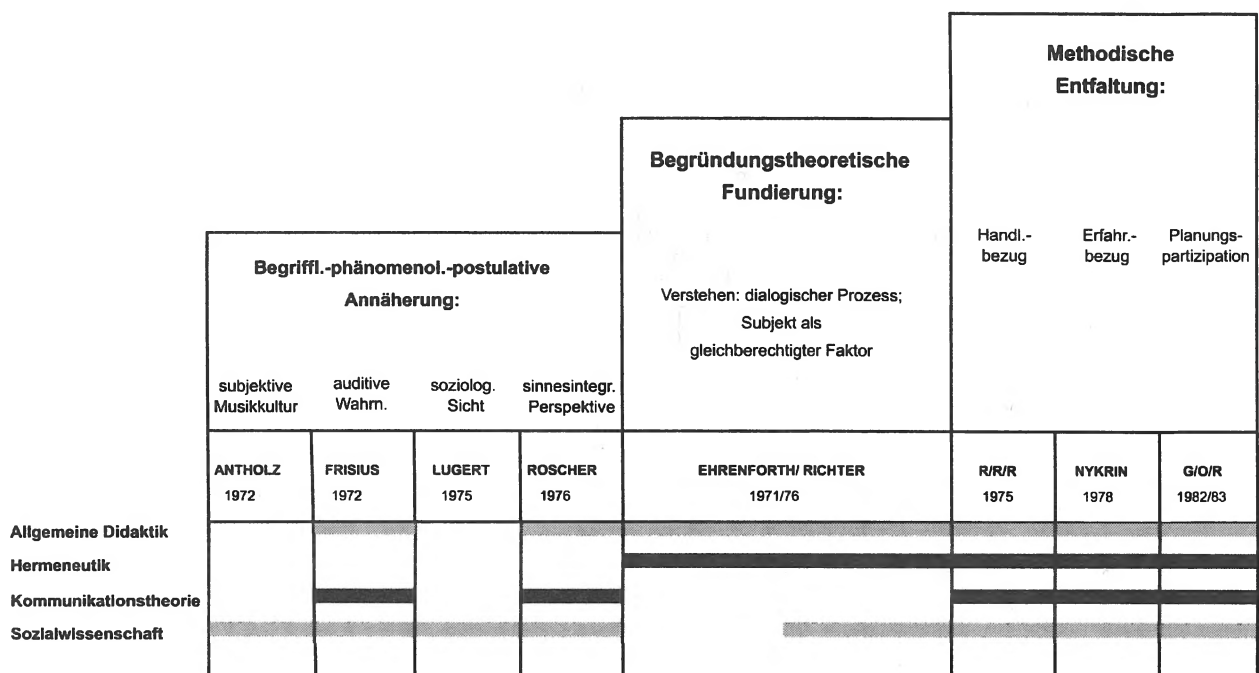 Methodische
Entfaltung:
Begründungstheoretische
Fundierung:
Handl.-
bezug
Erfahr.-
bezug
Planungs-
partizipation
Begriffl.-phänomenol.-postulative
Annäherung:
Verstehen: dialogischer Prozess;
Subjekt als
gleichberechtigter Faktor
subjektive
Musikkultur
auditive
Wahrn.
soziolog.
Sicht
sinnesintegr.
Perspektive
ANTHOLZ
1972
FRISIUS
1972
LUGERT
1975
ROSCHER
1976
EHRENFORTH/ RICHTER
1971/76
R/R/R
1975
NYKRIN
1978
G/O/R
1982/83
Allgemeine Didaktik
Hermeneutik
Kommunikationstheorie
Sozialwissenschaft